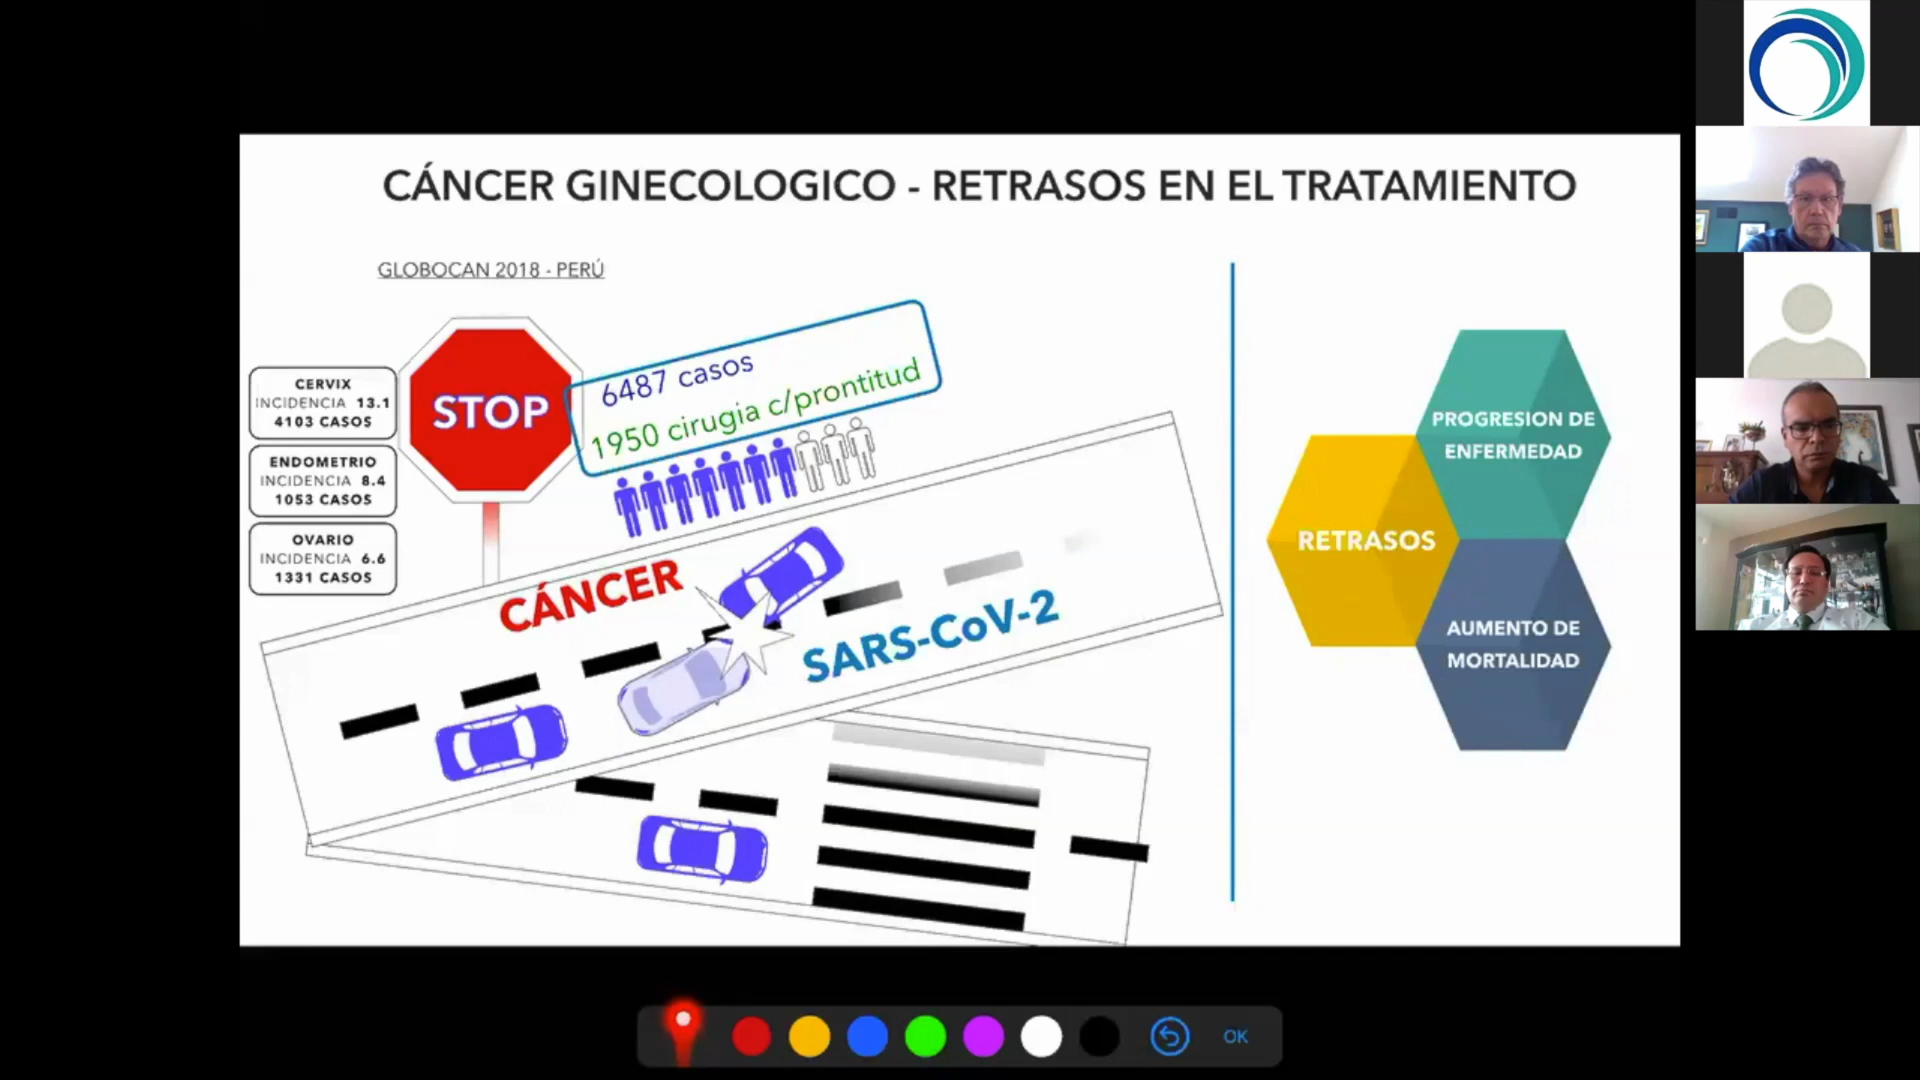 CÁNCER GINECOLOGICO - RETRASOS EN EL TRATAMIENTO
GLOBOCAN 2018 - PERÚ
CERVIX
INCIDENCIA 13.1
4103 CASOS
ENDOMETRIO
INCIDENCIA 8.4
1053 CASOS
OVARIO
INCIDENCIA 6.6
1331 CASOS
STOP
6487 casos
1950 cirugia c/prontitud
CÁNCER
SARS-CoV-2
RETRASOS
PROGRESION DE
ENFERMEDAD
AUMENTO DE
MORTALIDAD
OK